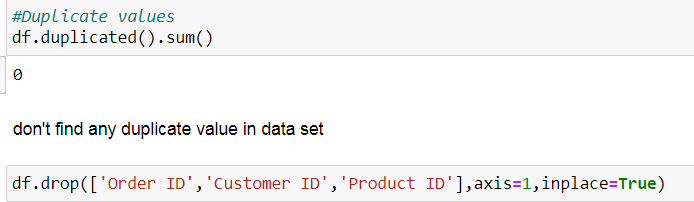 #Duplicate values
df.duplicated().sum()
0
don't find any duplicate value in data set
df.drop(['Order ID','Customer ID','Product ID'],axis=1,inplace=True)